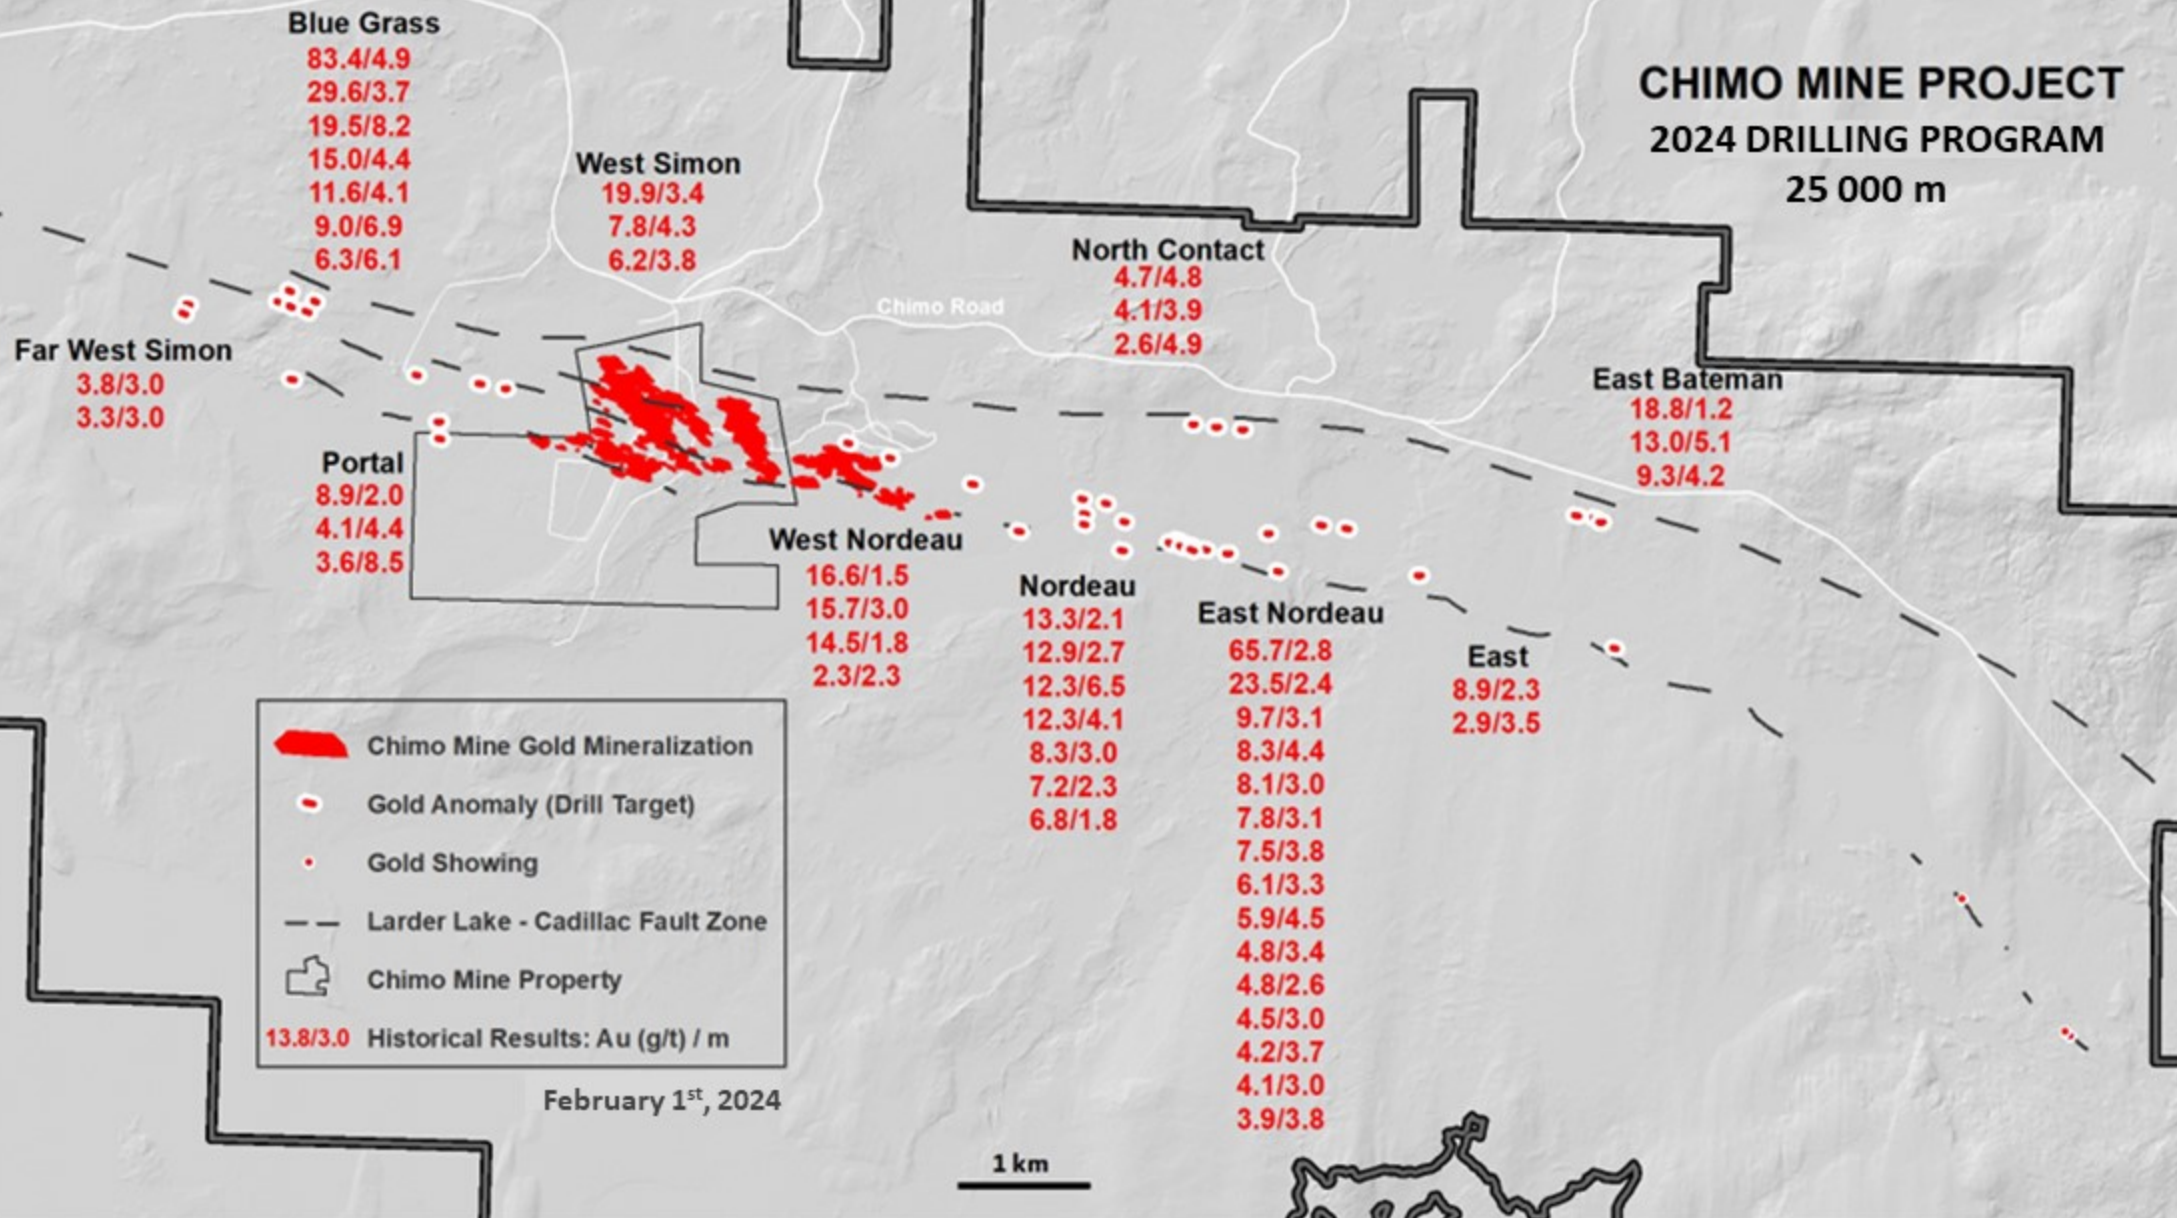 Blue Grass
83.4/4.9
29.6/3.7
19.5/8.2
15.0/4.4
11.6/4.1
9.0/6.9
6.3/6.1
West Simon
19.9/3.4
7.8/4.3
6.2/3.8
CHIMO MINE PROJECT
2024 DRILLING PROGRAM
25 000 m
North Contact
4.7/4.8
4.1/3.9
2.6/4.9
Chimo Road
Far West Simon
3.8/3.0
3.3/3.0
East Bateman
18.8/1.2
13.0/5.1
9.3/4.2
Portal
8.9/2.0
4.1/4.4
3.6/8.5
West Nordeau
16.6/1.5
15.7/3.0
14.5/1.8
2.3/2.3
Nordeau
13.3/2.1
12.9/2.7
12.3/6.5
12.3/4.1
8.3/3.0
7.2/2.3
6.8/1.8
East Nordeau
65.7/2.8
23.5/2.4
9.7/3.1
8.3/4.4
8.1/3.0
7.8/3.1
7.5/3.8
6.1/3.3
5.9/4.5
4.8/3.4
4.8/2.6
4.5/3.0
4.2/3.7
4.1/3.0
3.9/3.8
East
8.9/2.3
2.9/3.5
Chimo Mine Gold Mineralization
Gold Anomaly (Drill Target)
Gold Showing
Larder Lake - Cadillac Fault Zone
Chimo Mine Property
13.8/3.0 Historical Results: Au (g/t) / m
February 1st, 2024
1 km